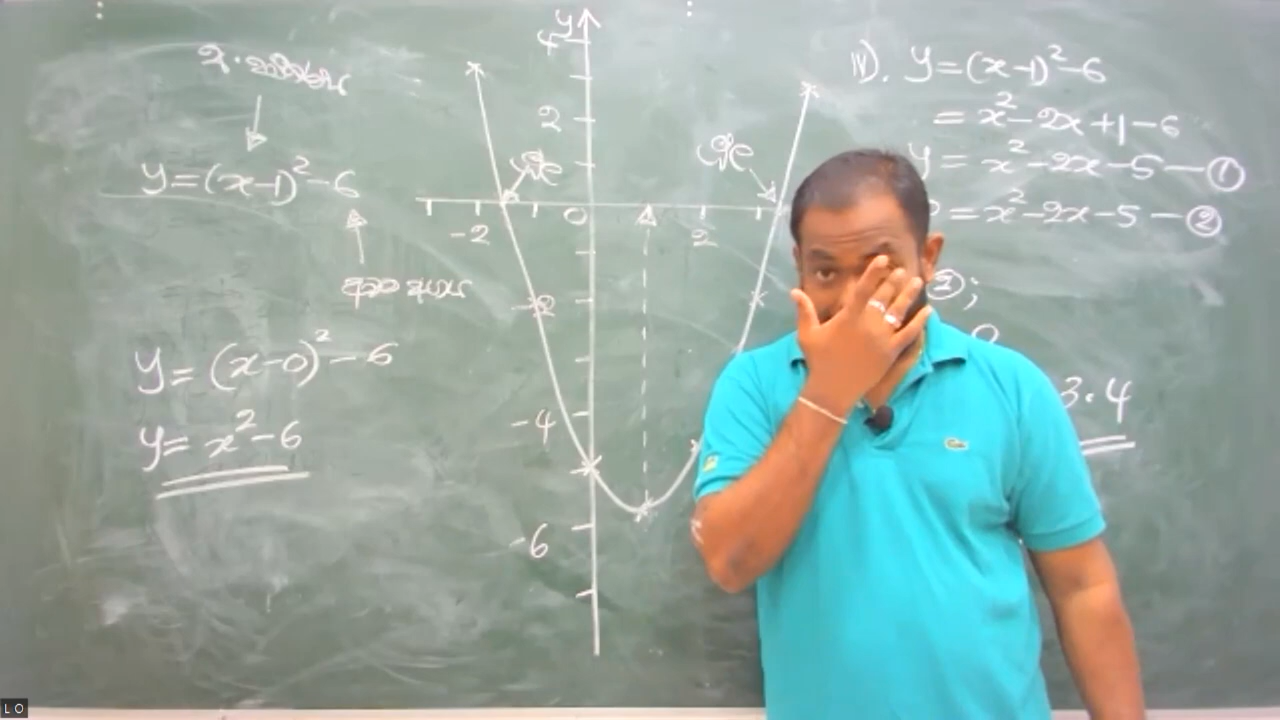 y=(x-1)²-6
y=(x-0)²-6
y=x²-6
y
4
2
-2
0
2
-2
-4
-6
IV). y=(x-1)²-6
=x²-2x+1-6
y=x²-2x-5—①
=x²-2x-5—②
;
3.4
L O